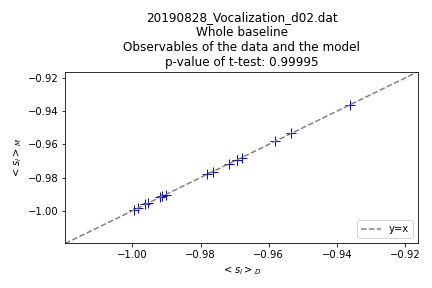 20190828_Vocalization_d02.dat
Whole baseline
Observables of the data and the model
p-value of t-test: 0.99995
−0.92
−0.94
−0.96
−0.98
−1.00
< s_i >_M
y=x
−1.00 −0.98 −0.96 −0.94 −0.92
< s_i >_D